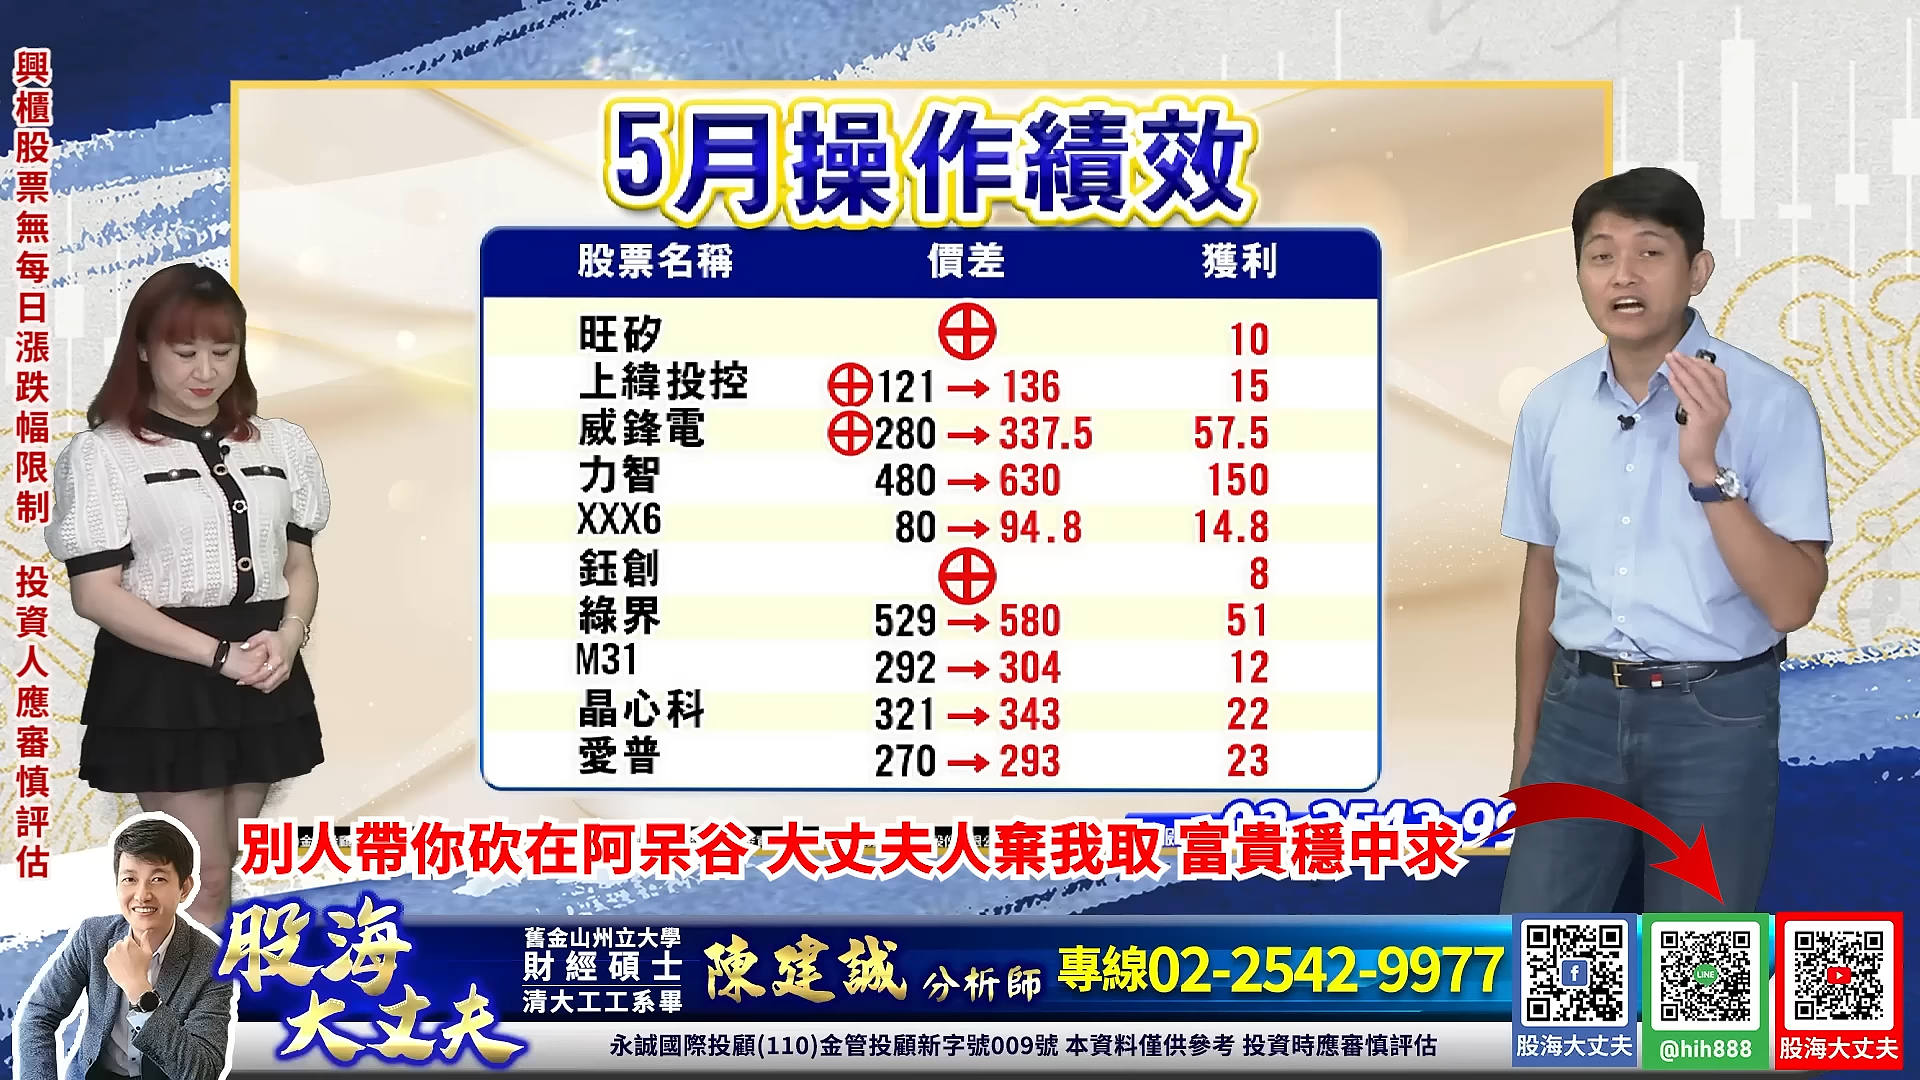 興櫃股票無每日漲跌幅限制 投資人應審慎評估
5月操作績效
股票名稱 價差 獲利
旺矽 10
上緯投控 121→136 15
威鋒電 280→337.5 57.5
力智 480→630 150
XXX6 80→94.8 14.8
鈺創 8
綠界 529→580 51
M31 292→304 12
晶心科 321→343 22
愛普 270→293 23
別人帶你砍在阿呆谷 大丈夫人棄我取 富貴穩中求
股海大丈夫
舊金山州立大學
財經碩士
清大工工系畢
陳建誠 分析師
專線02-2542-9977
永誠國際投顧(110)金管投顧新字號009號 本資料僅供參考 投資時應審慎評估
股海大丈夫
LINE
@hih888
股海大丈夫